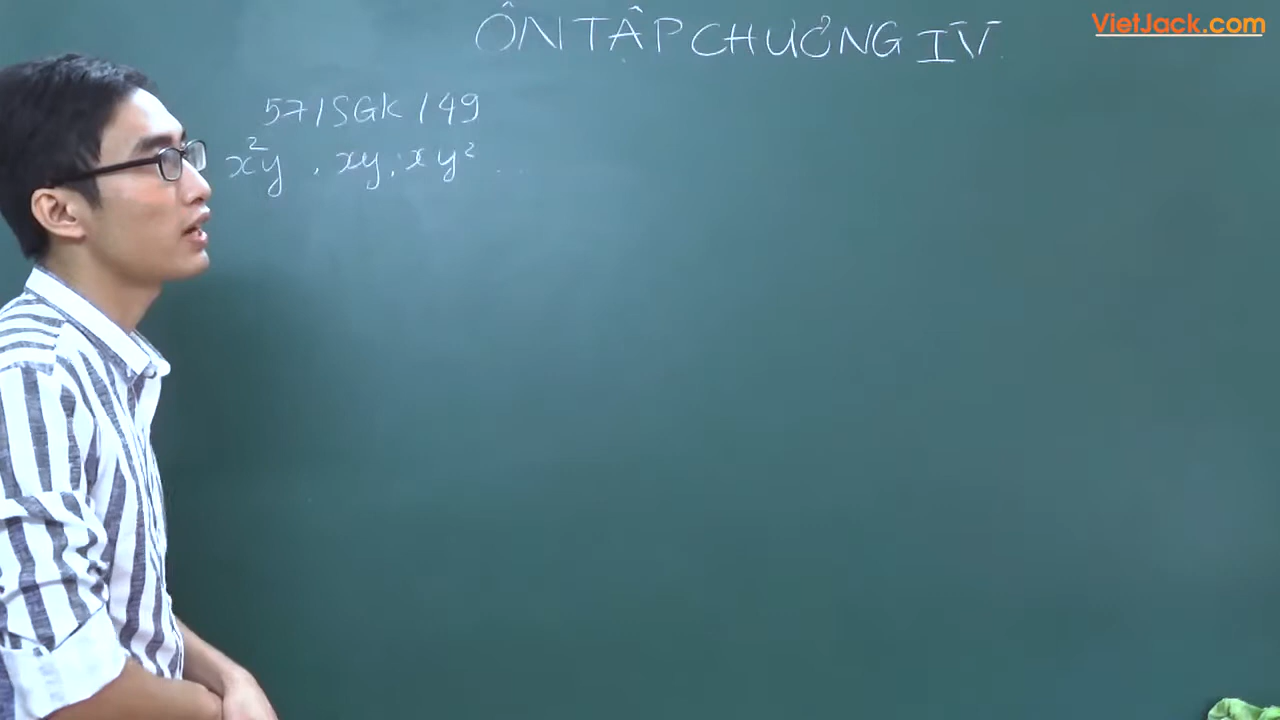 ÔN TẬP CHƯƠNG IV
VietJack.com
57/SGK/49
x²y, xy, xy² ...